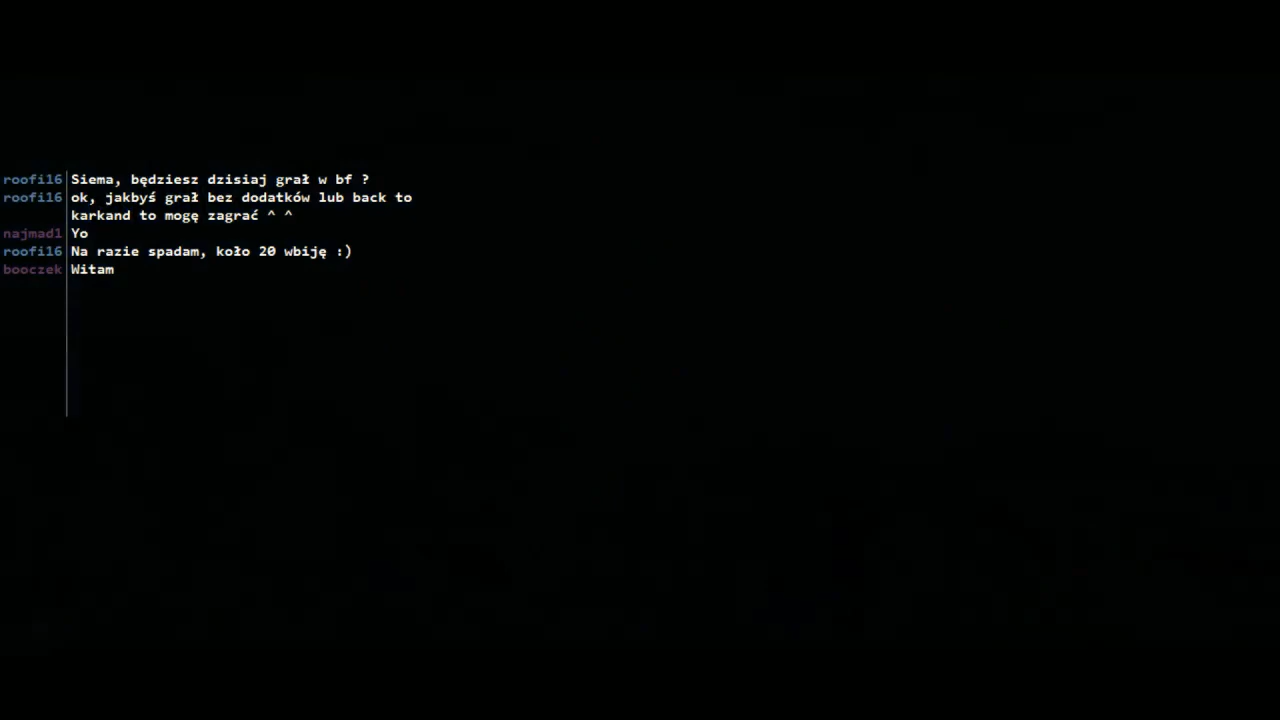 roofi16 Siema, będziesz dzisiaj grał w bf ?
roofi16 ok, jakbyś grał bez dodatków lub back to
karkand to mogę zagrać ^ ^
najmad1 Yo
roofi16 Na razie spadam, koło 20 wbiję :)
booczek Witam